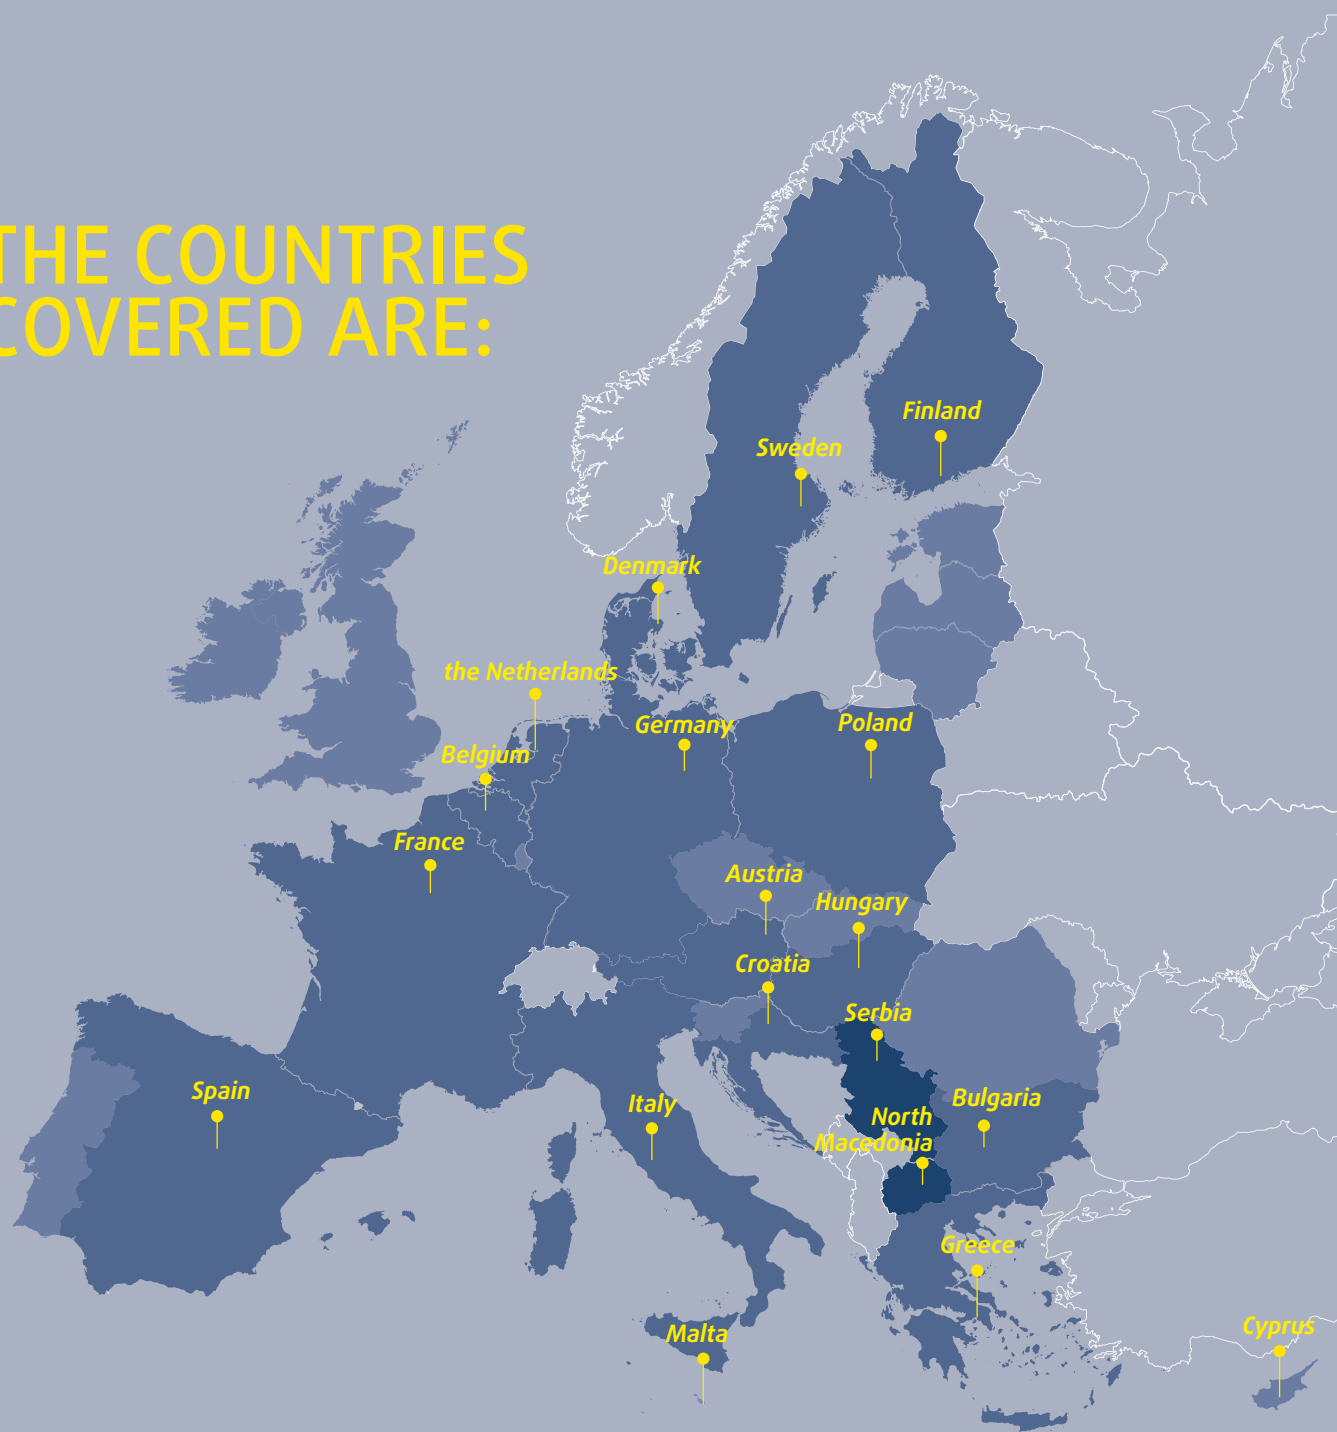 THE COUNTRIES
COVERED ARE:
Finland
Sweden
Denmark
the Netherlands
Germany
Poland
Belgium
France
Austria
Hungary
Croatia
Serbia
Spain
Italy
Bulgaria
North
Macedonia
Greece
Malta
Cyprus